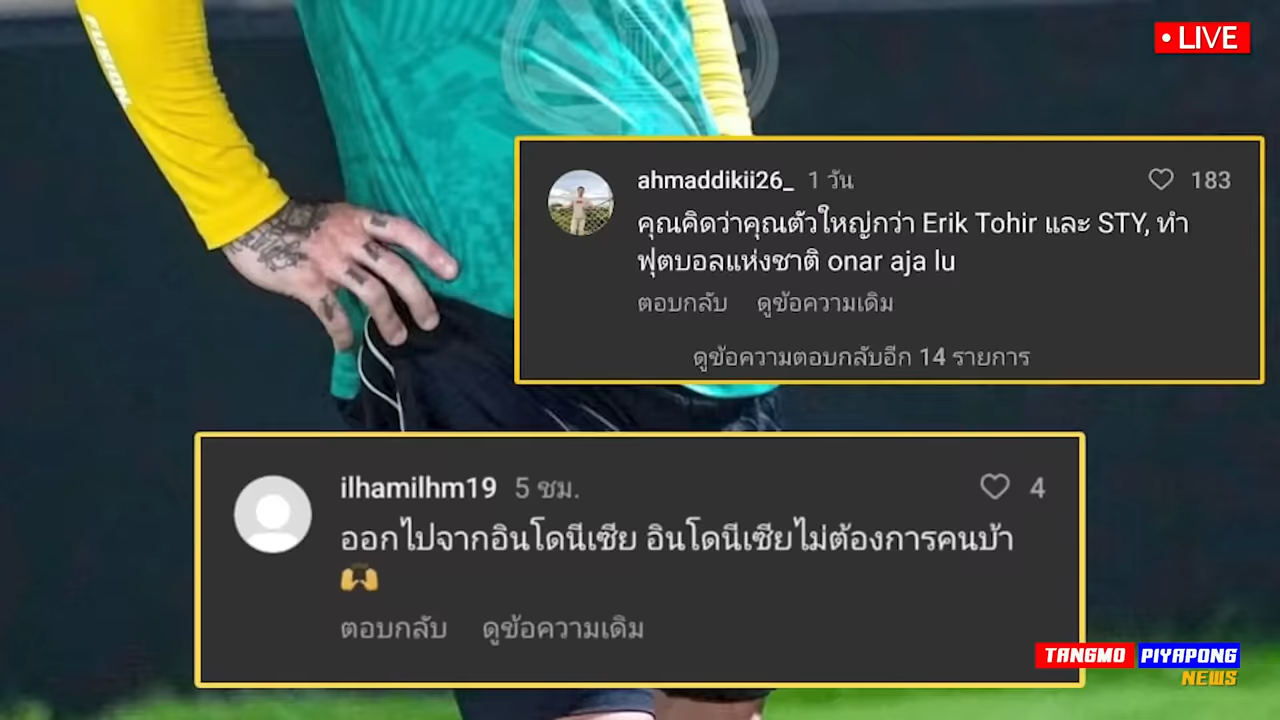 FUSION
• LIVE
ahmaddikii26_ 1 วัน 183
คุณคิดว่าคุณตัวใหญ่กว่า Erik Tohir และ STY, ทำ
ฟุตบอลแห่งชาติ onar aja lu
ตอบกลับ ดูข้อความเดิม
ดูข้อความตอบกลับอีก 14 รายการ
ilhamilhm19 5 ชม. 4
ออกไปจากอินโดนีเซีย อินโดนีเซียไม่ต้องการคนบ้า
🙌
ตอบกลับ ดูข้อความเดิม
TANGMO PIYAPONG
NEWS